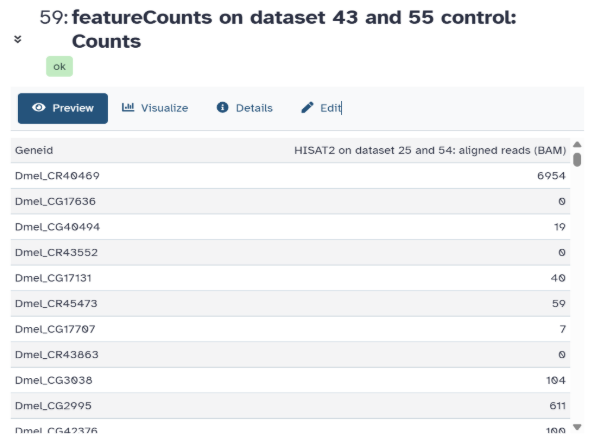 59: featureCounts on dataset 43 and 55 control:
Counts
ok
Preview Visualize Details Edit
Geneid HISAT2 on dataset 25 and 54: aligned reads (BAM)
Dmel_CR40469 6954
Dmel_CG17636 0
Dmel_CG40494 19
Dmel_CR43552 0
Dmel_CG17131 40
Dmel_CR45473 59
Dmel_CG17707 7
Dmel_CR43863 0
Dmel_CG3038 104
Dmel_CG2995 611
Dmel_CG42376 100